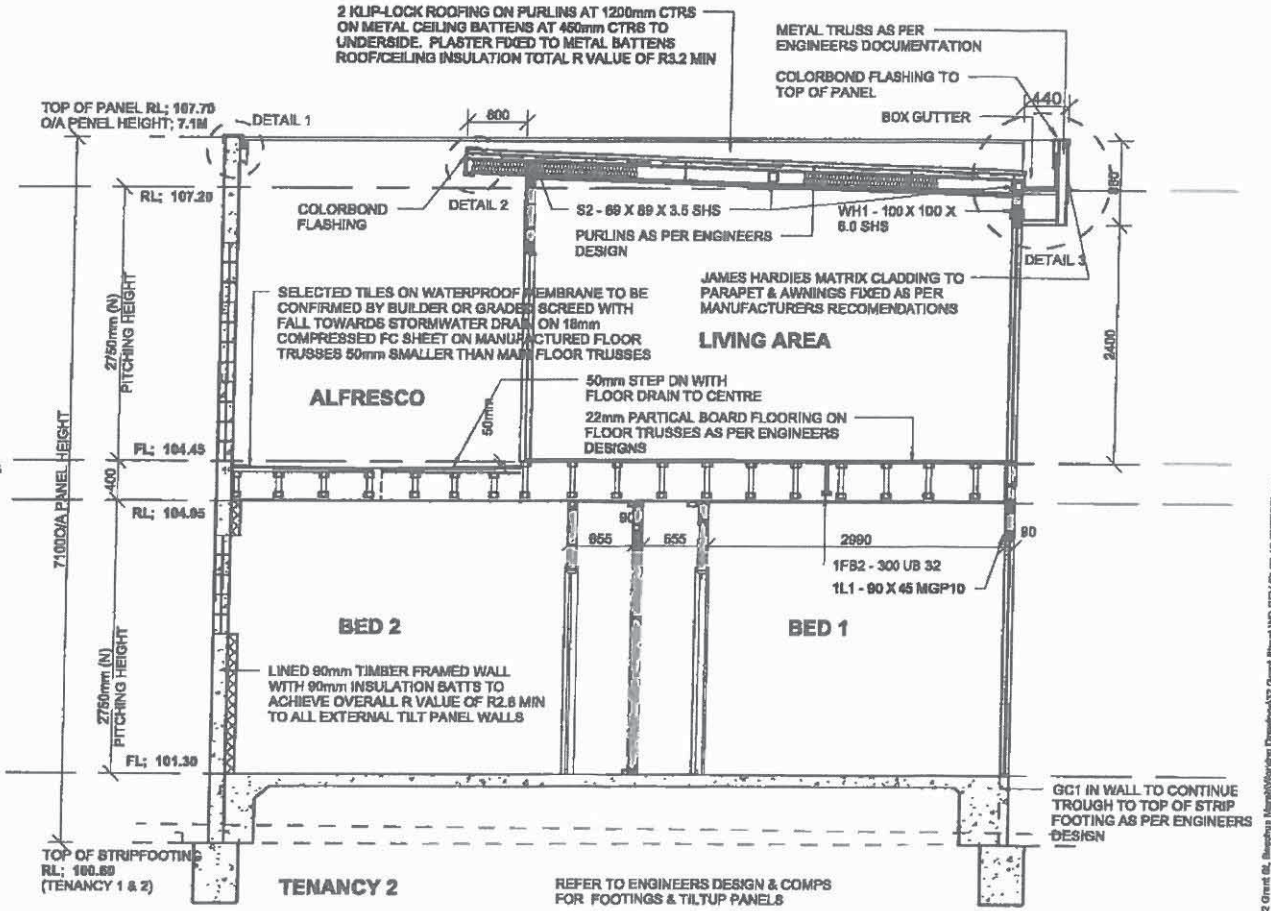 2 KLIP-LOCK ROOFING ON PURLINS AT 1200mm CTRS
ON METAL CEILING BATTENS AT 450mm CTRS TO
UNDERSIDE. PLASTER FIXED TO METAL BATTENS
ROOF/CEILING INSULATION TOTAL R VALUE OF R3.2 MIN
METAL TRUSS AS PER
ENGINEERS DOCUMENTATION
COLORBOND FLASHING TO
TOP OF PANEL
440
BOX GUTTER
TOP OF PANEL RL; 107.70
O/A PENEL HEIGHT; 7.1M
DETAIL 1
800
RL; 107.20
COLORBOND
FLASHING
DETAIL 2
S2 - 89 X 89 X 3.5 SHS
WH1 - 100 X 100 X
6.0 SHS
PURLINS AS PER ENGINEERS
DESIGN
DETAIL 3
JAMES HARDIES MATRIX CLADDING TO
PARAPET & AWNINGS FIXED AS PER
MANUFACTURERS RECOMENDATIONS
SELECTED TILES ON WATERPROOF MEMBRANE TO BE
CONFIRMED BY BUILDER OR GRADED SCREED WITH
FALL TOWARDS STORMWATER DRAIN ON 18mm
COMPRESSED FC SHEET ON MANUFACTURED FLOOR
TRUSSES 50mm SMALLER THAN MAIN FLOOR TRUSSES
LIVING AREA
2750mm (N)
PITCHING HEIGHT
2400
ALFRESCO
50mm STEP DN WITH
FLOOR DRAIN TO CENTRE
50mm
22mm PARTICAL BOARD FLOORING ON
FLOOR TRUSSES AS PER ENGINEERS
DESIGNS
FL; 104.45
400
RL; 104.05
7100O/A PANEL HEIGHT
90
655
655
2990
90
1FB2 - 300 UB 32
1L1 - 90 X 45 MGP10
BED 2
BED 1
2750mm (N)
PITCHING HEIGHT
LINED 90mm TIMBER FRAMED WALL
WITH 90mm INSULATION BATTS TO
ACHIEVE OVERALL R VALUE OF R2.8 MIN
TO ALL EXTERNAL TILT PANEL WALLS
FL; 101.30
GC1 IN WALL TO CONTINUE
TROUGH TO TOP OF STRIP
FOOTING AS PER ENGINEERS
DESIGN
TOP OF STRIPFOOTING
RL; 100.60
(TENANCY 1 & 2)
TENANCY 2
REFER TO ENGINEERS DESIGN & COMPS
FOR FOOTINGS & TILTUP PANELS